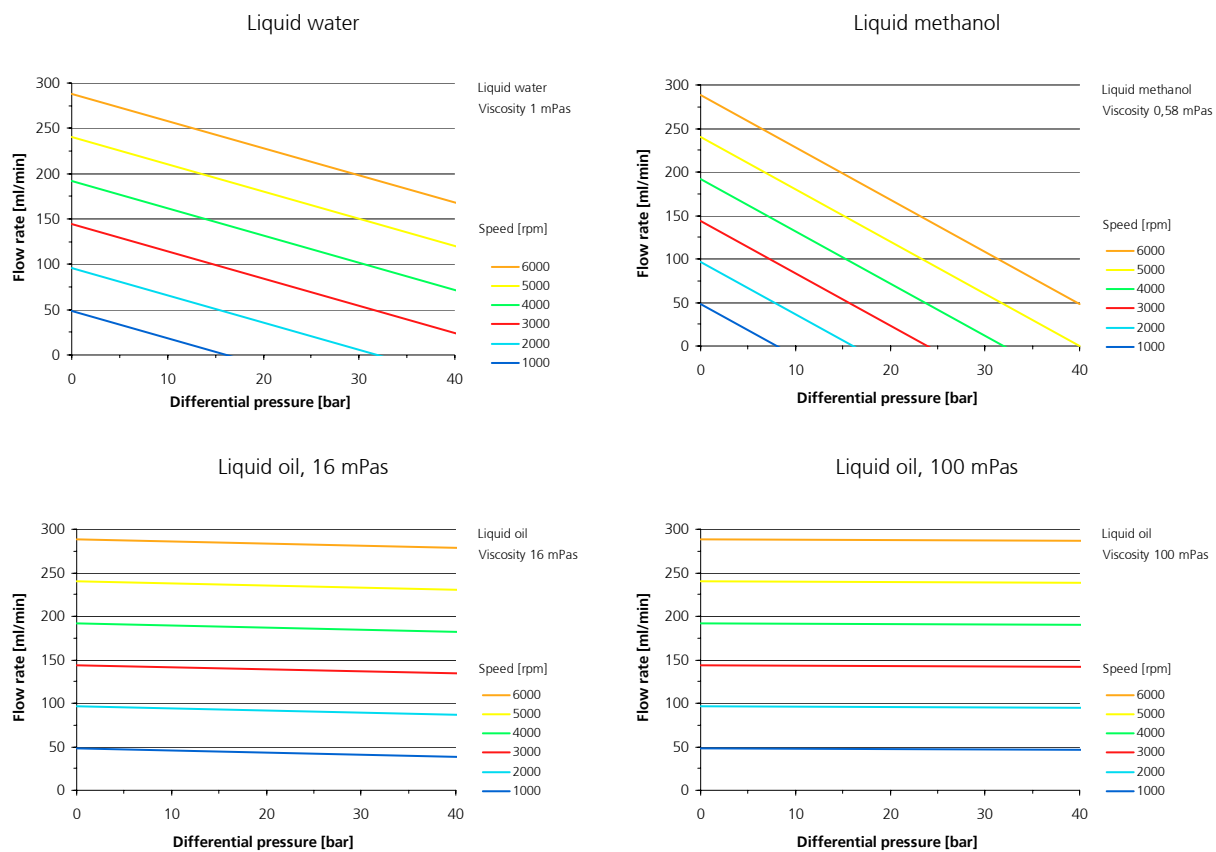 Liquid water
300
250
200
150
100
50
0
0 10 20 30 40
Flow rate [ml/min]
Differential pressure [bar]
Liquid water
Viscosity 1 mPas
Speed [rpm]
6000
5000
4000
3000
2000
1000
Liquid methanol
300
250
200
150
100
50
0
0 10 20 30 40
Flow rate [ml/min]
Differential pressure [bar]
Liquid methanol
Viscosity 0,58 mPas
Speed [rpm]
6000
5000
4000
3000
2000
1000
Liquid oil, 16 mPas
300
250
200
150
100
50
0
0 10 20 30 40
Flow rate [ml/min]
Differential pressure [bar]
Liquid oil
Viscosity 16 mPas
Speed [rpm]
6000
5000
4000
3000
2000
1000
Liquid oil, 100 mPas
300
250
200
150
100
50
0
0 10 20 30 40
Flow rate [ml/min]
Differential pressure [bar]
Liquid oil
Viscosity 100 mPas
Speed [rpm]
6000
5000
4000
3000
2000
1000